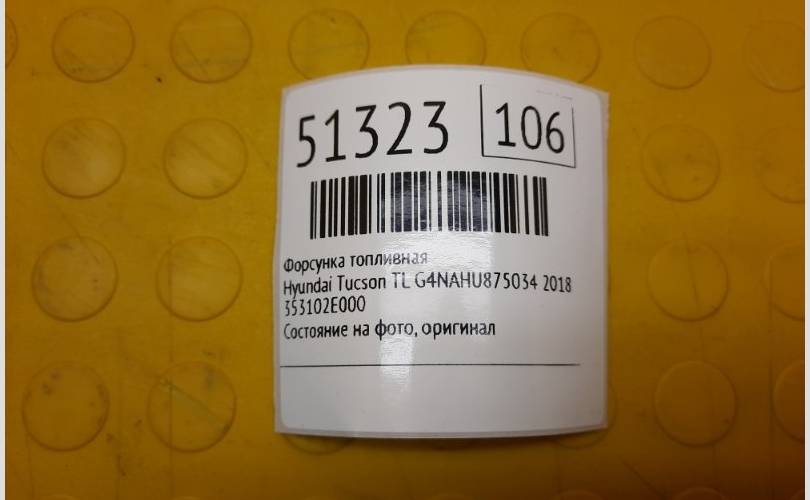 51323 106
Форсунка топливная
Hyundai Tucson TL G4NAHU875034 2018
353102E000
Состояние на фото, оригинал